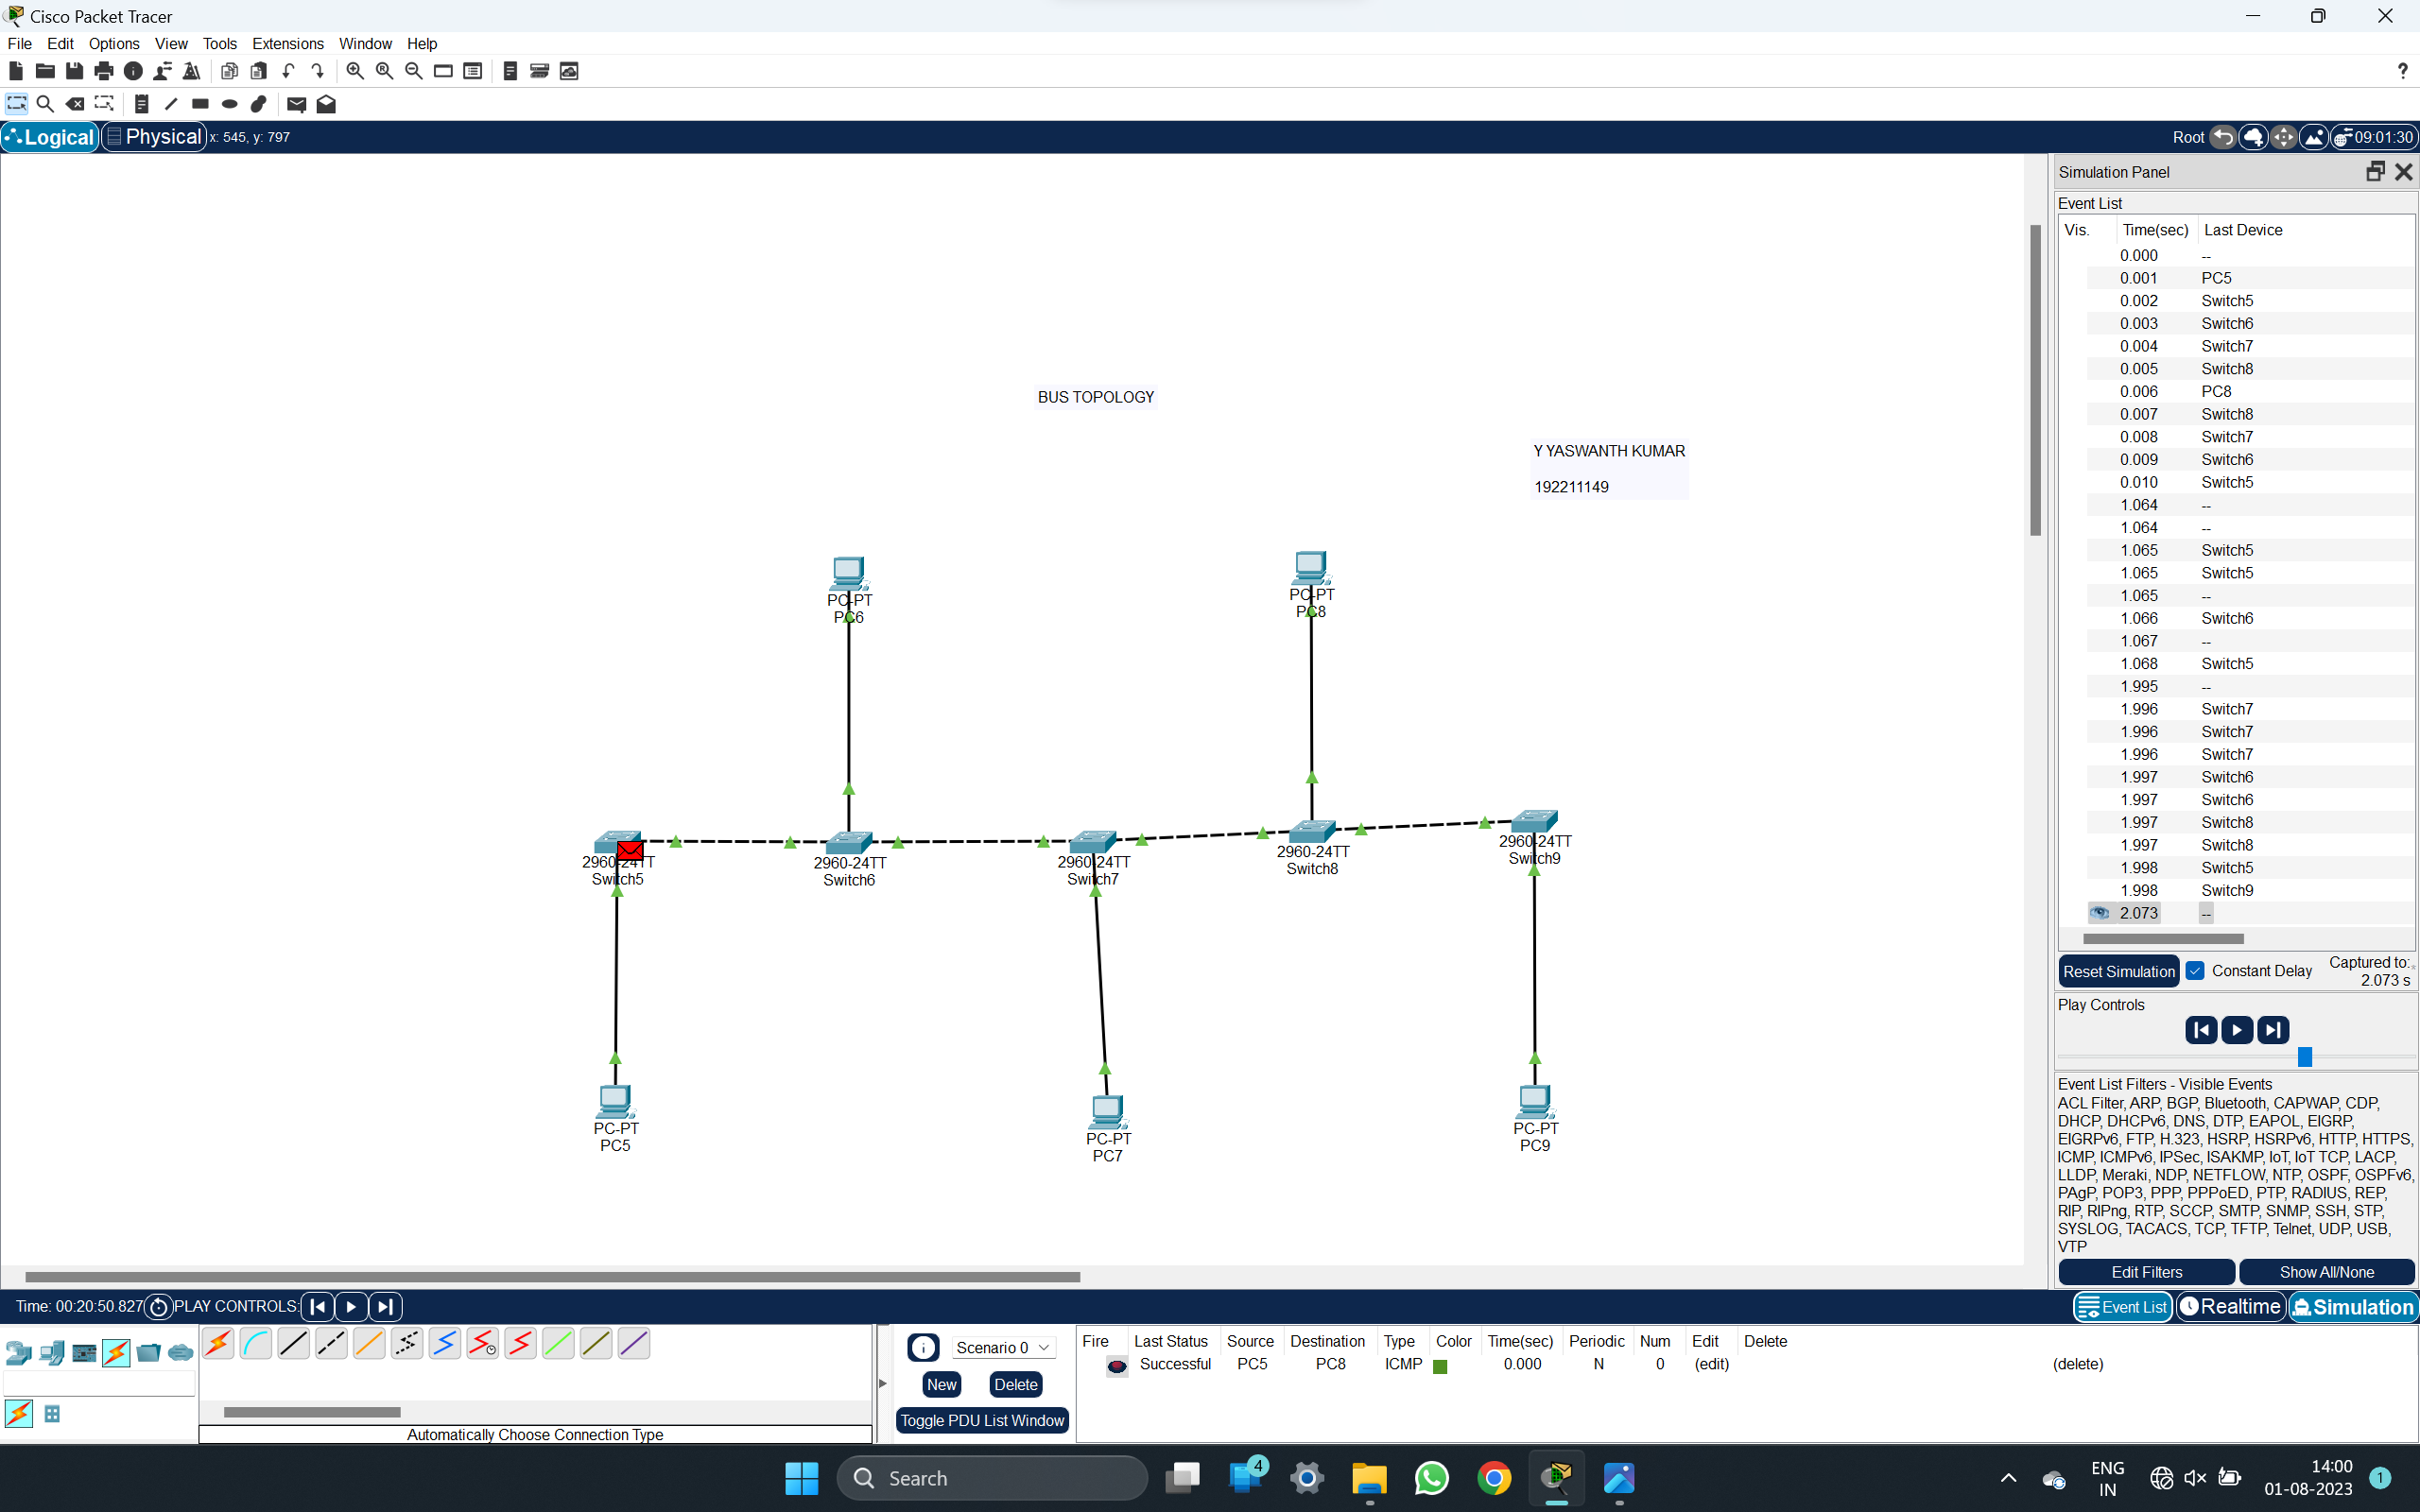 Cisco Packet Tracer
File Edit Options View Tools Extensions Window Help
?
Logical Physical x: 545, y: 797 Root 09:01:30
BUS TOPOLOGY
Y YASWANTH KUMAR
192211149
PC-PT
PC6
PC-PT
PC8
2960-24TT
Switch5
2960-24TT
Switch6
2960-24TT
Switch7
2960-24TT
Switch8
2960-24TT
Switch9
PC-PT
PC5
PC-PT
PC7
PC-PT
PC9
Simulation Panel
Event List
Vis. Time(sec) Last Device
0.000 --
0.001 PC5
0.002 Switch5
0.003 Switch6
0.004 Switch7
0.005 Switch8
0.006 PC8
0.007 Switch8
0.008 Switch7
0.009 Switch6
0.010 Switch5
1.064 --
1.064 --
1.065 Switch5
1.065 Switch5
1.065 --
1.066 Switch6
1.067 --
1.068 Switch5
1.995 --
1.996 Switch7
1.996 Switch7
1.996 Switch7
1.997 Switch6
1.997 Switch6
1.997 Switch8
1.997 Switch8
1.998 Switch5
1.998 Switch9
2.073 --
Reset Simulation Constant Delay Captured to:
2.073 s
Play Controls
Event List Filters - Visible Events
ACL Filter, ARP, BGP, Bluetooth, CAPWAP, CDP,
DHCP, DHCPv6, DNS, DTP, EAPOL, EIGRP,
EIGRPv6, FTP, H.323, HSRP, HSRPv6, HTTP, HTTPS,
ICMP, ICMPv6, IPSec, ISAKMP, IoT, IoT TCP, LACP,
LLDP, Meraki, NDP, NETFLOW, NTP, OSPF, OSPFv6,
PAgP, POP3, PPP, PPPoED, PTP, RADIUS, REP,
RIP, RIPng, RTP, SCCP, SMTP, SNMP, SSH, STP,
SYSLOG, TACACS, TCP, TFTP, Telnet, UDP, USB,
VTP
Edit Filters Show All/None
Time: 00:20:50.827 PLAY CONTROLS: Event List Realtime Simulation
Automatically Choose Connection Type
Scenario 0
New Delete
Toggle PDU List Window
Fire Last Status Source Destination Type Color Time(sec) Periodic Num Edit Delete
Successful PC5 PC8 ICMP 0.000 N 0 (edit) (delete)
Search 4
ENG
IN
14:00
01-08-2023
1